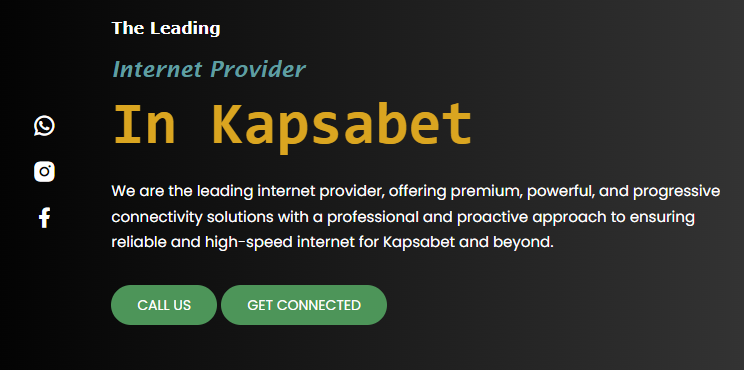 The Leading
Internet Provider
In Kapsabet
We are the leading internet provider, offering premium, powerful, and progressive
connectivity solutions with a professional and proactive approach to ensuring
reliable and high-speed internet for Kapsabet and beyond.
CALL US
GET CONNECTED